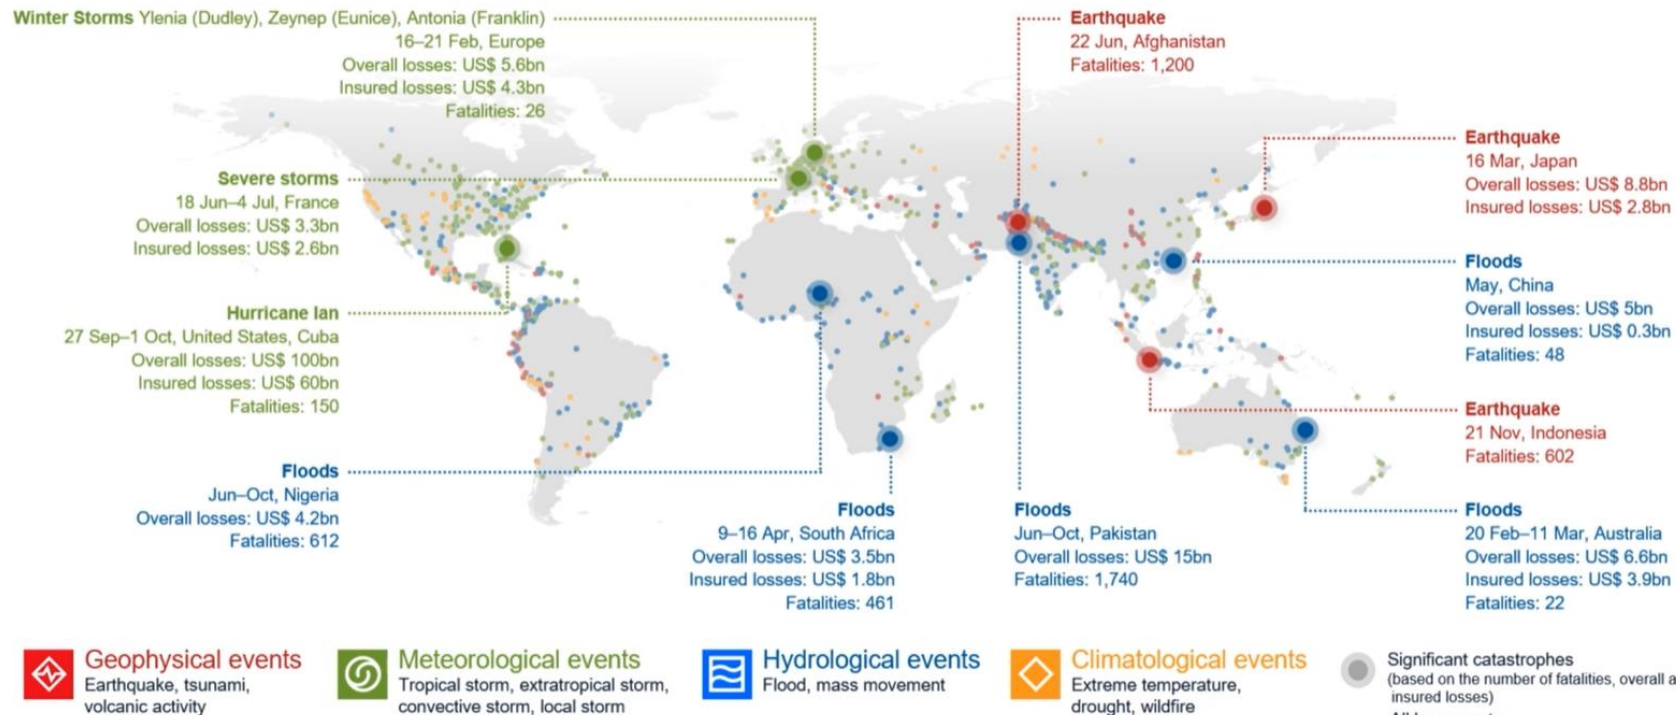 Winter Storms Ylenia (Dudley), Zeynep (Eunice), Antonia (Franklin)
16–21 Feb, Europe
Overall losses: US$ 5.6bn
Insured losses: US$ 4.3bn
Fatalities: 26
Severe storms
18 Jun–4 Jul, France
Overall losses: US$ 3.3bn
Insured losses: US$ 2.6bn
Hurricane Ian
27 Sep–1 Oct, United States, Cuba
Overall losses: US$ 100bn
Insured losses: US$ 60bn
Fatalities: 150
Floods
Jun–Oct, Nigeria
Overall losses: US$ 4.2bn
Fatalities: 612
Floods
9–16 Apr, South Africa
Overall losses: US$ 3.5bn
Insured losses: US$ 1.8bn
Fatalities: 461
Floods
Jun–Oct, Pakistan
Overall losses: US$ 15bn
Fatalities: 1,740
Earthquake
22 Jun, Afghanistan
Fatalities: 1,200
Earthquake
16 Mar, Japan
Overall losses: US$ 8.8bn
Insured losses: US$ 2.8bn
Floods
May, China
Overall losses: US$ 5bn
Insured losses: US$ 0.3bn
Fatalities: 48
Earthquake
21 Nov, Indonesia
Fatalities: 602
Floods
20 Feb–11 Mar, Australia
Overall losses: US$ 6.6bn
Insured losses: US$ 3.9bn
Fatalities: 22
Geophysical events
Earthquake, tsunami,
volcanic activity
Meteorological events
Tropical storm, extratropical storm,
convective storm, local storm
Hydrological events
Flood, mass movement
Climatological events
Extreme temperature,
drought, wildfire
Significant catastrophes
(based on the number of fatalities, overall a
insured losses)